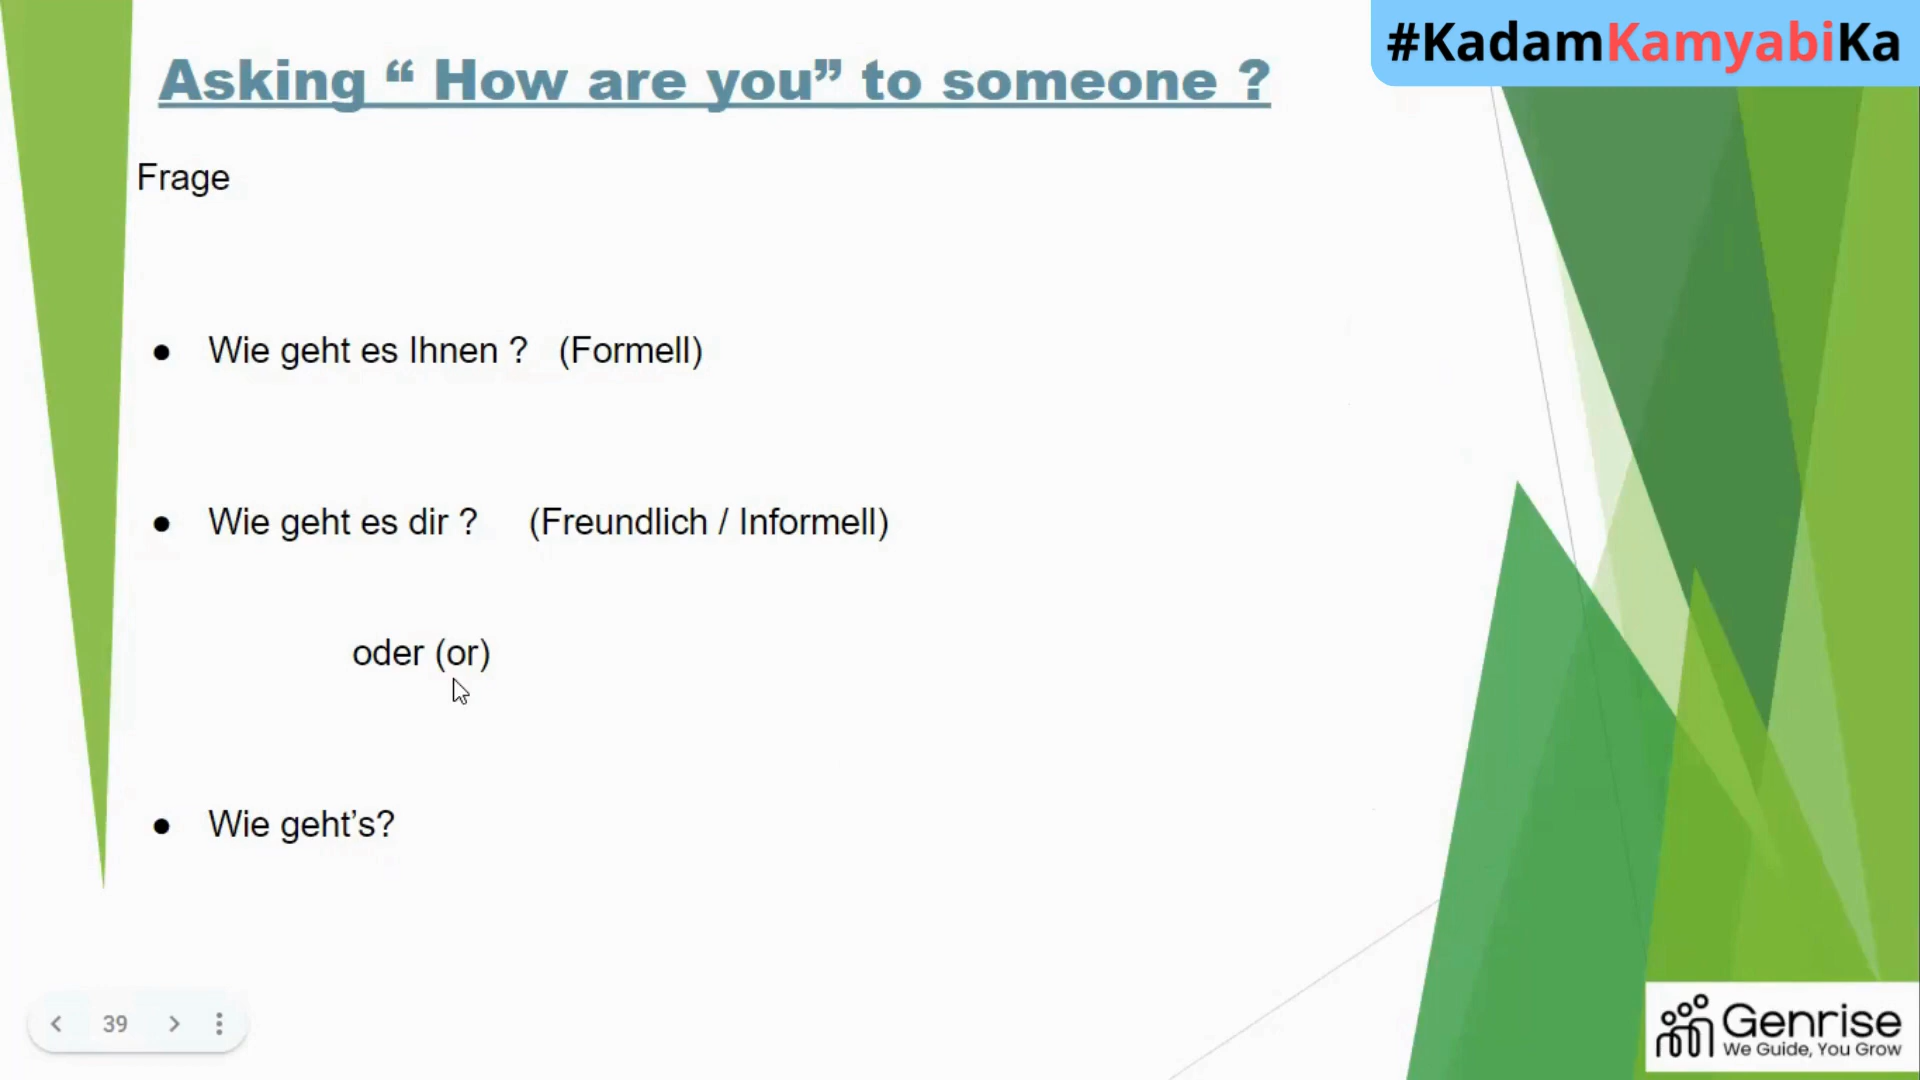 #KadamKamyabiKa
Asking “ How are you” to someone ?
Frage
● Wie geht es Ihnen ? (Formell)
● Wie geht es dir ? (Freundlich / Informell)
oder (or)
● Wie geht’s?
39
Genrise
We Guide, You Grow